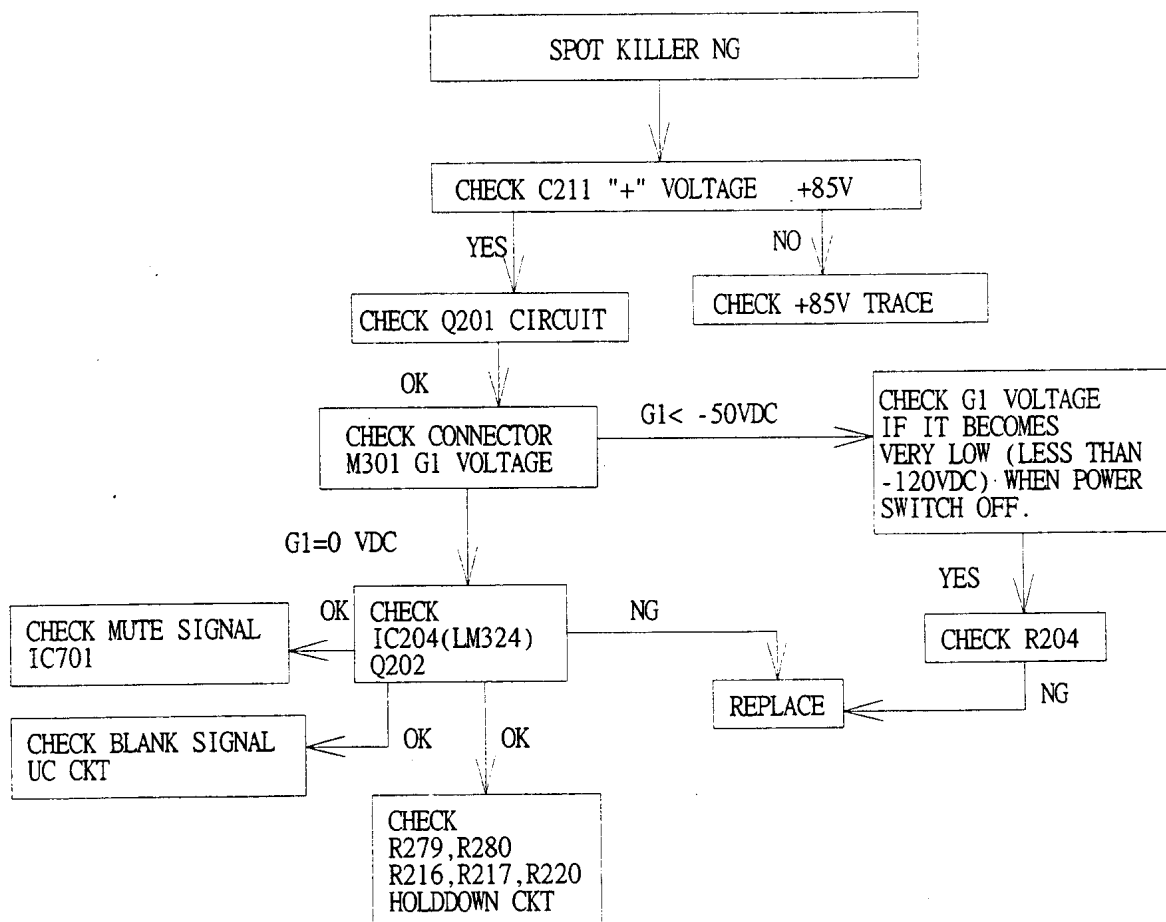 SPOT KILLER NG
CHECK C211 "+" VOLTAGE +85V
YES
NO
CHECK Q201 CIRCUIT
CHECK +85V TRACE
OK
CHECK CONNECTOR
M301 G1 VOLTAGE
G1< -50VDC
CHECK G1 VOLTAGE
IF IT BECOMES
VERY LOW (LESS THAN
-120VDC) WHEN POWER
SWITCH OFF.
G1=0 VDC
YES
CHECK MUTE SIGNAL
IC701
OK
CHECK
IC204(LM324)
Q202
NG
CHECK R204
REPLACE
NG
CHECK BLANK SIGNAL
UC CKT
OK
OK
CHECK
R279,R280
R216,R217,R220
HOLDDOWN CKT